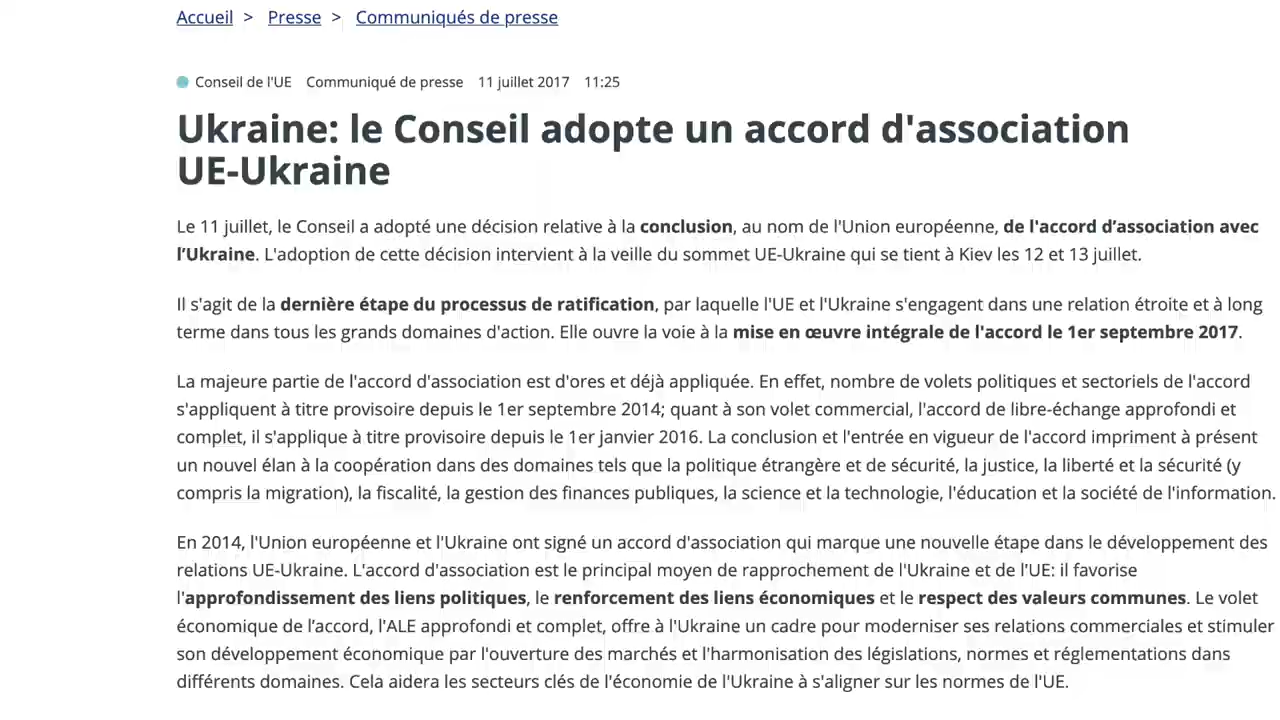 Accueil > Presse > Communiqués de presse
Conseil de l'UE Communiqué de presse 11 juillet 2017 11:25
Ukraine: le Conseil adopte un accord d'association
UE-Ukraine
Le 11 juillet, le Conseil a adopté une décision relative à la conclusion, au nom de l'Union européenne, de l'accord d’association avec
l’Ukraine. L'adoption de cette décision intervient à la veille du sommet UE-Ukraine qui se tient à Kiev les 12 et 13 juillet.
Il s'agit de la dernière étape du processus de ratification, par laquelle l'UE et l'Ukraine s'engagent dans une relation étroite et à long
terme dans tous les grands domaines d'action. Elle ouvre la voie à la mise en œuvre intégrale de l'accord le 1er septembre 2017.
La majeure partie de l'accord d'association est d'ores et déjà appliquée. En effet, nombre de volets politiques et sectoriels de l'accord
s'appliquent à titre provisoire depuis le 1er septembre 2014; quant à son volet commercial, l'accord de libre-échange approfondi et
complet, il s'applique à titre provisoire depuis le 1er janvier 2016. La conclusion et l'entrée en vigueur de l'accord impriment à présent
un nouvel élan à la coopération dans des domaines tels que la politique étrangère et de sécurité, la justice, la liberté et la sécurité (y
compris la migration), la fiscalité, la gestion des finances publiques, la science et la technologie, l'éducation et la société de l'information.
En 2014, l'Union européenne et l'Ukraine ont signé un accord d'association qui marque une nouvelle étape dans le développement des
relations UE-Ukraine. L'accord d'association est le principal moyen de rapprochement de l'Ukraine et de l'UE: il favorise
l'approfondissement des liens politiques, le renforcement des liens économiques et le respect des valeurs communes. Le volet
économique de l’accord, l'ALE approfondi et complet, offre à l'Ukraine un cadre pour moderniser ses relations commerciales et stimuler
son développement économique par l'ouverture des marchés et l'harmonisation des législations, normes et réglementations dans
différents domaines. Cela aidera les secteurs clés de l'économie de l'Ukraine à s'aligner sur les normes de l'UE.